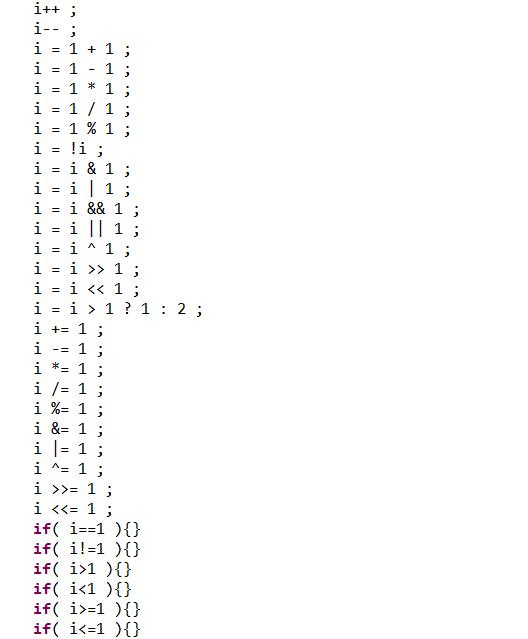 i++ ;
i-- ;
i = 1 + 1 ;
i = 1 - 1 ;
i = 1 * 1 ;
i = 1 / 1 ;
i = 1 % 1 ;
i = !i ;
i = i & 1 ;
i = i | 1 ;
i = i && 1 ;
i = i || 1 ;
i = i ^ 1 ;
i = i >> 1 ;
i = i << 1 ;
i = i > 1 ? 1 : 2 ;
i += 1 ;
i -= 1 ;
i *= 1 ;
i /= 1 ;
i %= 1 ;
i &= 1 ;
i |= 1 ;
i ^= 1 ;
i >>= 1 ;
i <<= 1 ;
if( i==1 ){}
if( i!=1 ){}
if( i>1 ){}
if( i<1 ){}
if( i>=1 ){}
if( i<=1 ){}